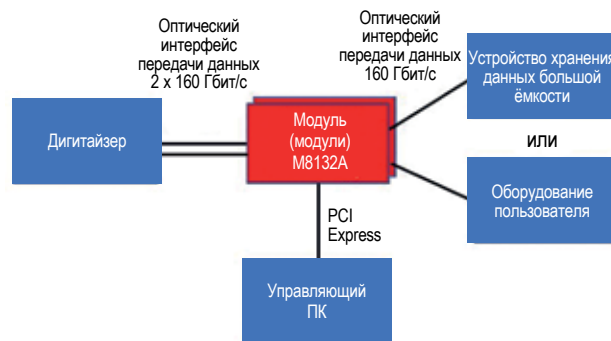 Оптический
интерфейс
передачи данных
2 x 160 Гбит/с
Оптический
интерфейс
передачи данных
160 Гбит/с
Устройство хранения
данных большой
ёмкости
Дигитайзер
Модуль
(модули)
M8132A
или
Оборудование
пользователя
PCI
Express
Управляющий
ПК